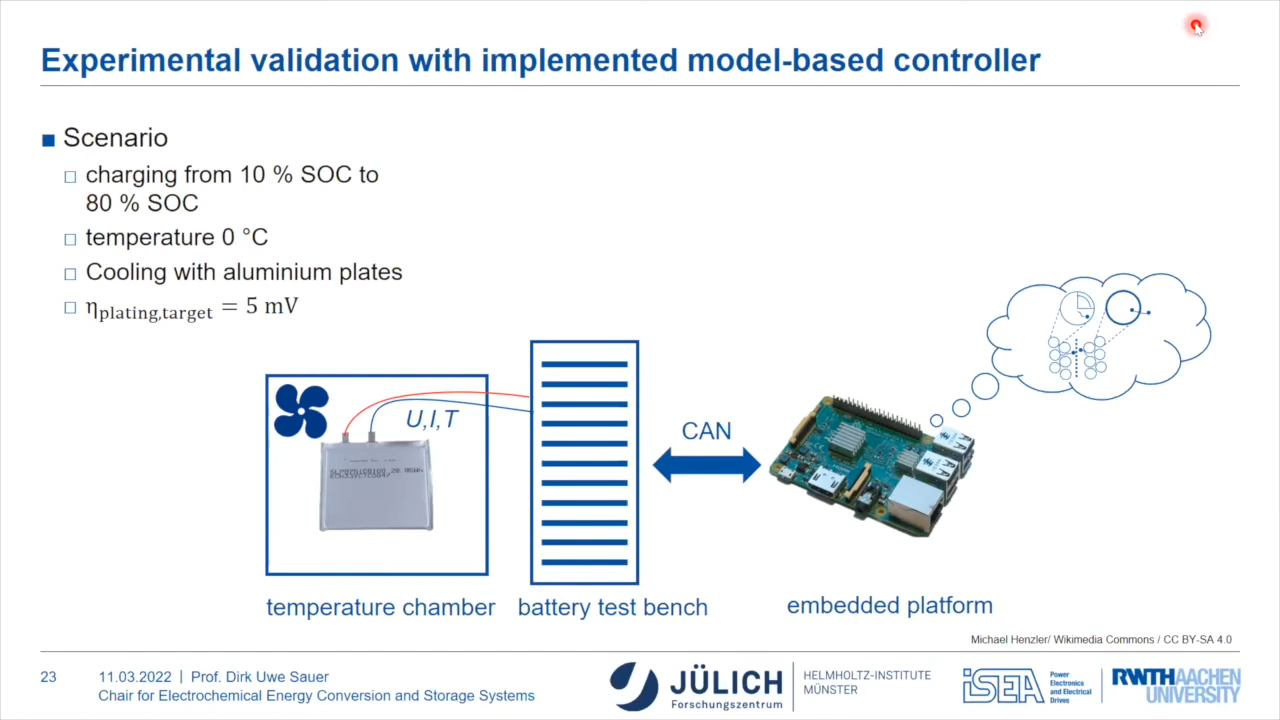 Experimental validation with implemented model-based controller
Scenario
charging from 10 % SOC to
80 % SOC
temperature 0 °C
Cooling with aluminium plates
η_plating,target = 5 mV
U,I,T
CAN
temperature chamber
battery test bench
embedded platform
Michael Henzler/ Wikimedia Commons / CC BY-SA 4.0
23
11.03.2022 | Prof. Dirk Uwe Sauer
Chair for Electrochemical Energy Conversion and Storage Systems
JÜLICH
Forschungszentrum
HELMHOLTZ-INSTITUTE
MÜNSTER
iSEA
Power
Electronics
and Electrical
Drives
RWTHAACHEN
UNIVERSITY